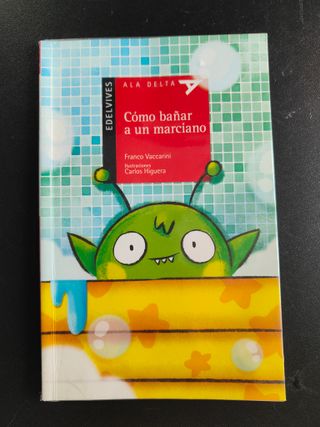 EDELVIVES
ALA DELTA
Cómo bañar
a un marciano
Franco Vaccarini
Ilustraciones
Carlos Higuera